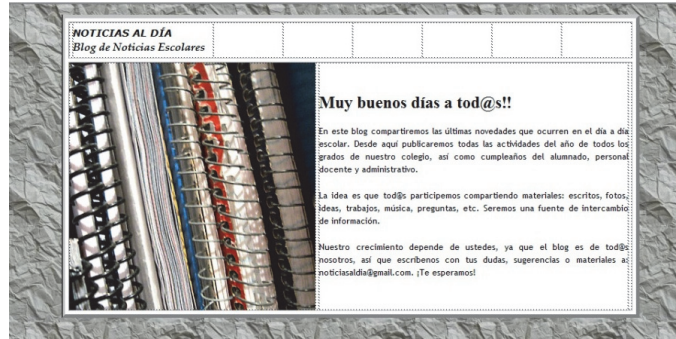 NOTICIAS AL DÍA
Blog de Noticias Escolares
Muy buenos días a tod@s!!
En este blog compartiremos las últimas novedades que ocurren en el día a día
escolar. Desde aquí publicaremos todas las actividades del año de todos los
grados de nuestro colegio, así como cumpleaños del alumnado, personal
docente y administrativo.
La idea es que tod@s participemos compartiendo materiales: escritos, fotos,
ideas, trabajos, música, preguntas, etc. Seremos una fuente de intercambio
de información.
Nuestro crecimiento depende de ustedes, ya que el blog es de tod@s
nosotros, así que escríbenos con tus dudas, sugerencias o materiales a:
noticiasaldia@gmail.com. ¡Te esperamos!